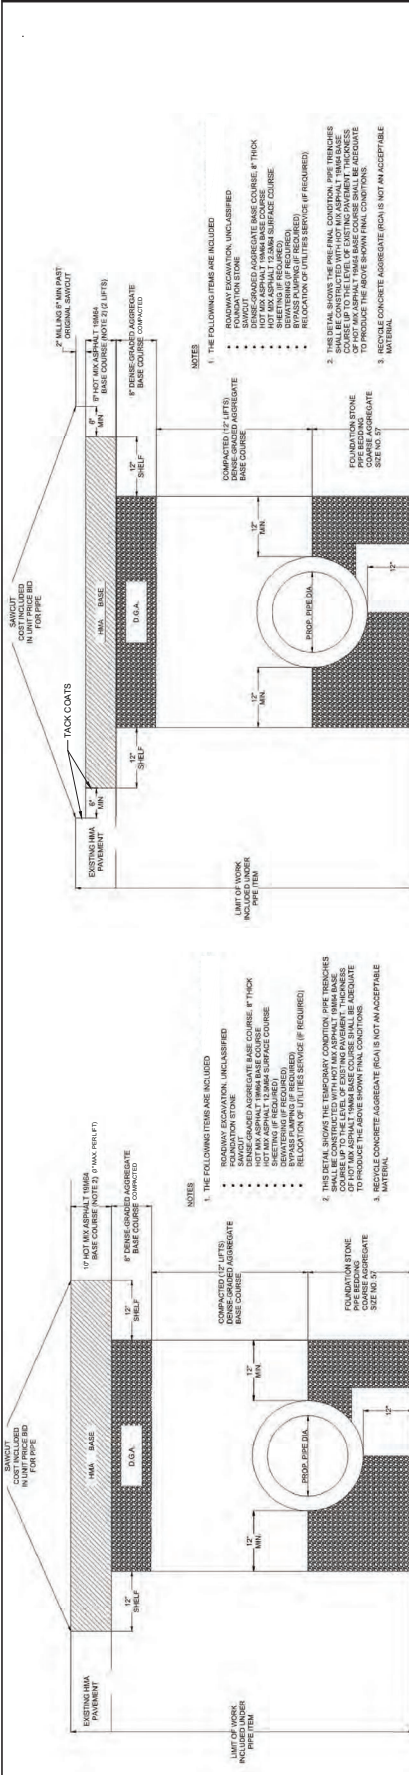 SAWCUT
COST INCLUDED
IN UNIT PRICE BID
FOR PIPE
EXISTING HMA
PAVEMENT
HMA BASE
12"
SHELF
12"
SHELF
10" HOT MIX ASPHALT 19M64
BASE COURSE (NOTE 2) MAX. PER LIFT)
8" DENSE-GRADED AGGREGATE
BASE COURSE COMPACTED
D.G.A.
LIMIT OF WORK
INCLUDED UNDER
PIPE ITEM
12"
MIN.
12"
MIN.
PROP. PIPE DIA.
12"
COMPACTED (12" LIFTS)
DENSE-GRADED AGGREGATE
BASE COURSE
FOUNDATION STONE
PIPE BEDDING
COARSE AGGREGATE
SIZE NO. 57
NOTES
1. THE FOLLOWING ITEMS ARE INCLUDED
• ROADWAY EXCAVATION, UNCLASSIFIED
• FOUNDATION STONE
• SAWCUT
• DENSE-GRADED AGGREGATE BASE COURSE, 8" THICK
• HOT MIX ASPHALT 19M64 BASE COURSE
• HOT MIX ASPHALT 12.5M64 SURFACE COURSE
• SHEETING (IF REQUIRED)
• DEWATERING (IF REQUIRED)
• BYPASS PUMPING (IF REQUIRED)
• RELOCATION OF UTILITIES SERVICE (IF REQUIRED)
2. THIS DETAIL SHOWS THE TEMPORARY CONDITION. PIPE TRENCHES
SHALL BE CONSTRUCTED WITH HOT MIX ASPHALT 19M64 BASE
COURSE UP TO THE LEVEL OF EXISTING PAVEMENT. THICKNESS
OF HOT MIX ASPHALT 19M64 BASE COURSE SHALL BE ADEQUATE
TO PRODUCE THE ABOVE SHOWN FINAL CONDITIONS.
3. RECYCLE CONCRETE AGGREGATE (RCA) IS NOT AN ACCEPTABLE
MATERIAL
SAWCUT
COST INCLUDED
IN UNIT PRICE BID
FOR PIPE
TACK COATS
2" MILLING 6" MIN PAST
ORIGINAL SAWCUT
EXISTING HMA
PAVEMENT
6"
MIN
HMA BASE
6"
MIN
12"
SHELF
12"
SHELF
6" HOT MIX ASPHALT 19M64
BASE COURSE (NOTE 2) (2 LIFTS)
8" DENSE-GRADED AGGREGATE
BASE COURSE COMPACTED
D.G.A.
LIMIT OF WORK
INCLUDED UNDER
PIPE ITEM
12"
MIN.
12"
MIN.
PROP. PIPE DIA.
12"
COMPACTED (12" LIFTS)
DENSE-GRADED AGGREGATE
BASE COURSE
FOUNDATION STONE
PIPE BEDDING
COARSE AGGREGATE
SIZE NO. 57
NOTES
1. THE FOLLOWING ITEMS ARE INCLUDED
• ROADWAY EXCAVATION, UNCLASSIFIED
• FOUNDATION STONE
• SAWCUT
• DENSE-GRADED AGGREGATE BASE COURSE, 8" THICK
• HOT MIX ASPHALT 19M64 BASE COURSE
• HOT MIX ASPHALT 12.5M64 SURFACE COURSE
• SHEETING (IF REQUIRED)
• DEWATERING (IF REQUIRED)
• BYPASS PUMPING (IF REQUIRED)
• RELOCATION OF UTILITIES SERVICE (IF REQUIRED)
2. THIS DETAIL SHOWS THE PRE-FINAL CONDITION. PIPE TRENCHES
SHALL BE CONSTRUCTED WITH HOT MIX ASPHALT 19M64 BASE
COURSE UP TO THE LEVEL OF EXISTING PAVEMENT. THICKNESS
OF HOT MIX ASPHALT 19M64 BASE COURSE SHALL BE ADEQUATE
TO PRODUCE THE ABOVE SHOWN FINAL CONDITIONS.
3. RECYCLE CONCRETE AGGREGATE (RCA) IS NOT AN ACCEPTABLE
MATERIAL